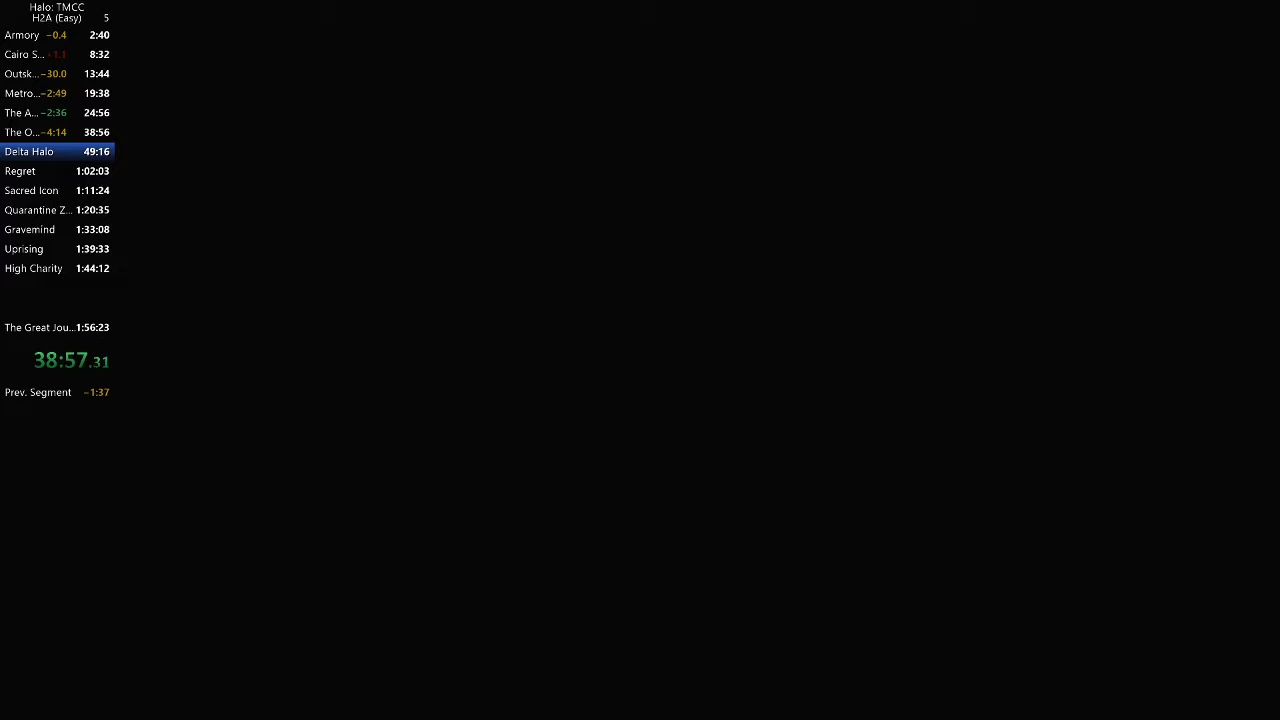 Halo: TMCC
H2A (Easy) 5
Armory −0.4 2:40
Cairo S... +1.1 8:32
Outsk... −30.0 13:44
Metro... −2:49 19:38
The A... −2:36 24:56
The O... −4:14 38:56
Delta Halo 49:16
Regret 1:02:03
Sacred Icon 1:11:24
Quarantine Z... 1:20:35
Gravemind 1:33:08
Uprising 1:39:33
High Charity 1:44:12
The Great Jou... 1:56:23
38:57.31
Prev. Segment −1:37